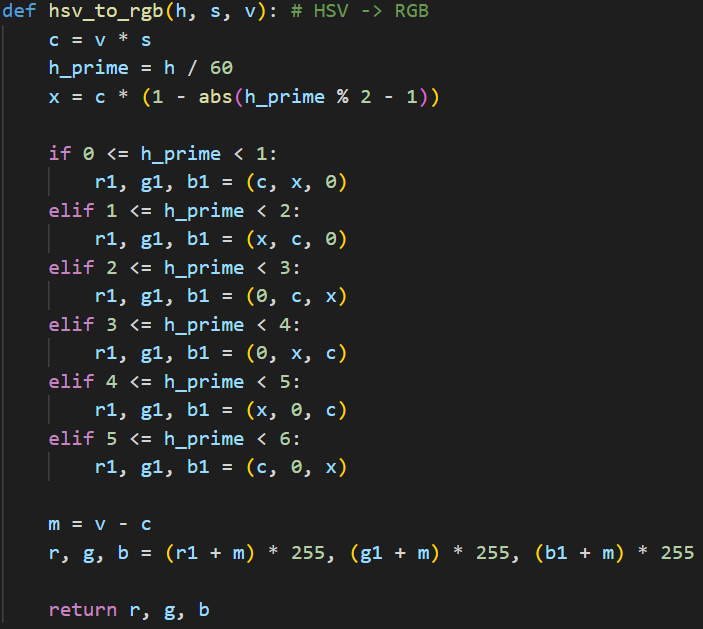 def hsv_to_rgb(h, s, v): # HSV -> RGB
    c = v * s
    h_prime = h / 60
    x = c * (1 - abs(h_prime % 2 - 1))

    if 0 <= h_prime < 1:
        r1, g1, b1 = (c, x, 0)
    elif 1 <= h_prime < 2:
        r1, g1, b1 = (x, c, 0)
    elif 2 <= h_prime < 3:
        r1, g1, b1 = (0, c, x)
    elif 3 <= h_prime < 4:
        r1, g1, b1 = (0, x, c)
    elif 4 <= h_prime < 5:
        r1, g1, b1 = (x, 0, c)
    elif 5 <= h_prime < 6:
        r1, g1, b1 = (c, 0, x)

    m = v - c
    r, g, b = (r1 + m) * 255, (g1 + m) * 255, (b1 + m) * 255

    return r, g, b